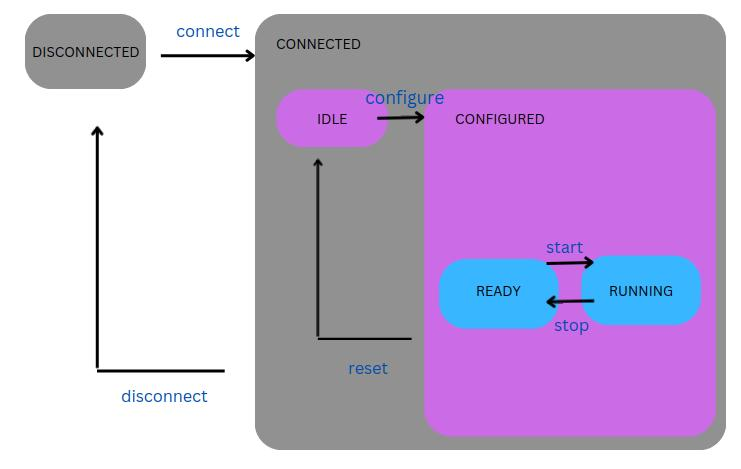 connect
DISCONNECTED
CONNECTED
configure
IDLE
CONFIGURED
start
READY
RUNNING
stop
reset
disconnect